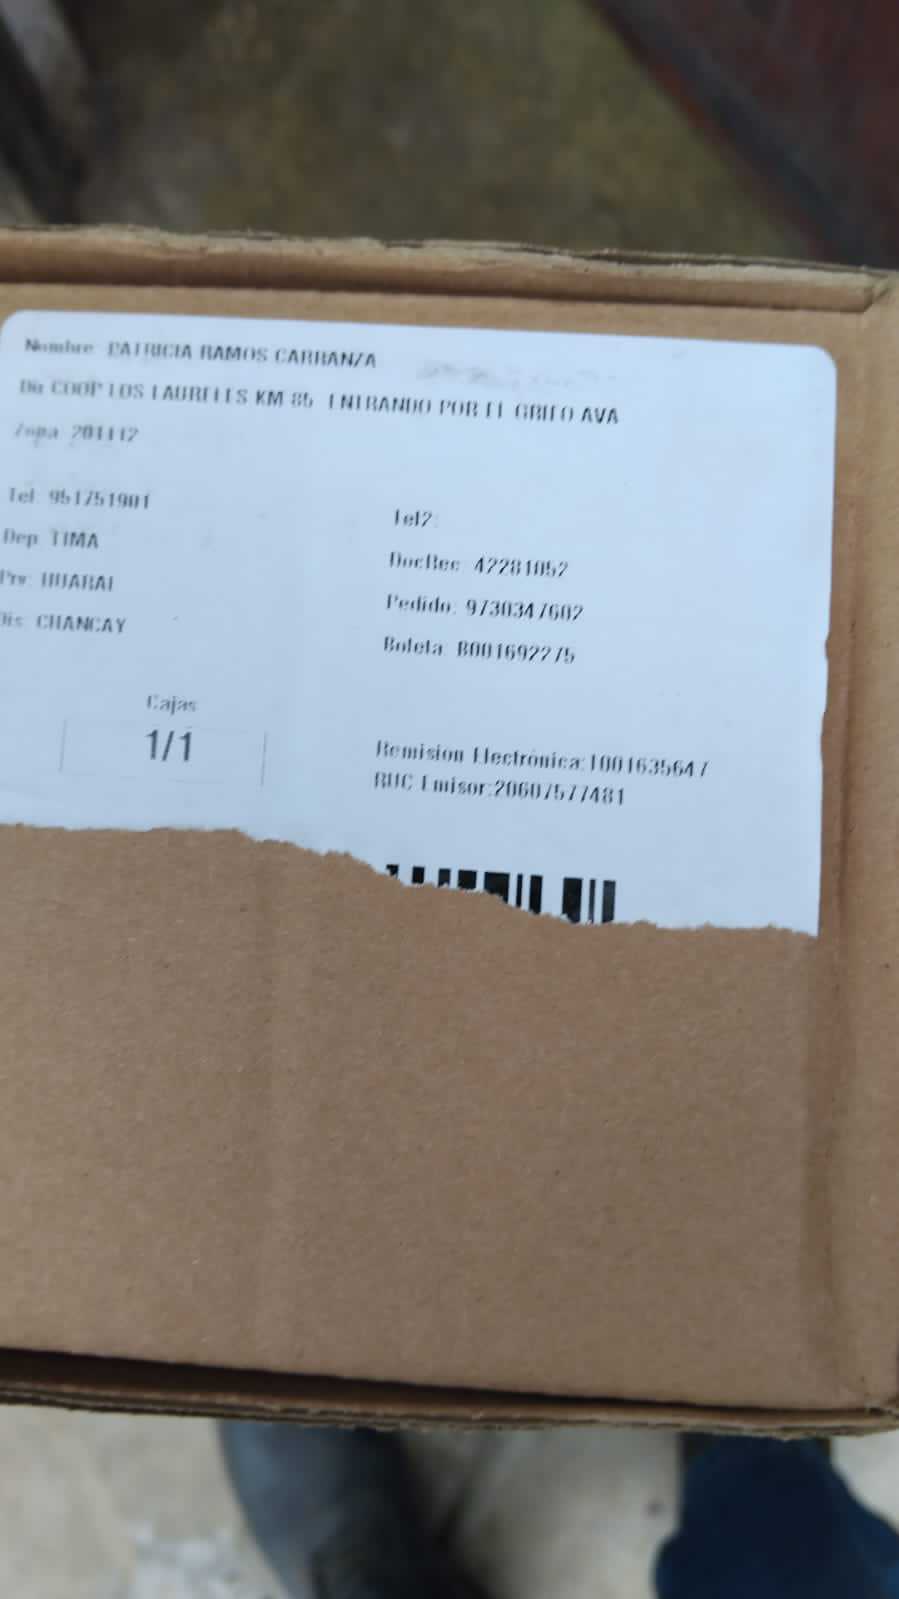 Nombre: PATRICIA RAMOS CARRANZA
Dir: COOP LOS LAURELES KM 85 ENTRANDO POR EL GRIFO AVA
Zona: 201112
Tel: 951751901
Tel2:
Dep: LIMA
DocRec: 42281052
Prv: HUARAL
Pedido: 9730347602
Dis: CHANCAY
Boleta: B001692275
Cajas
1/1
Remision Electrónica:1001635647
RUC Emisor:20607577481